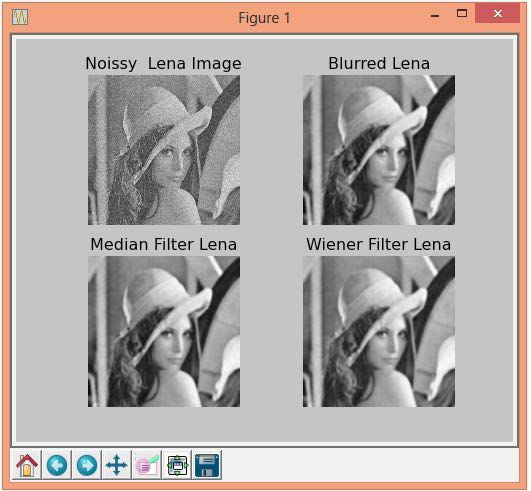 Figure 1
Noissy  Lena Image
Blurred Lena
Median Filter Lena
Wiener Filter Lena